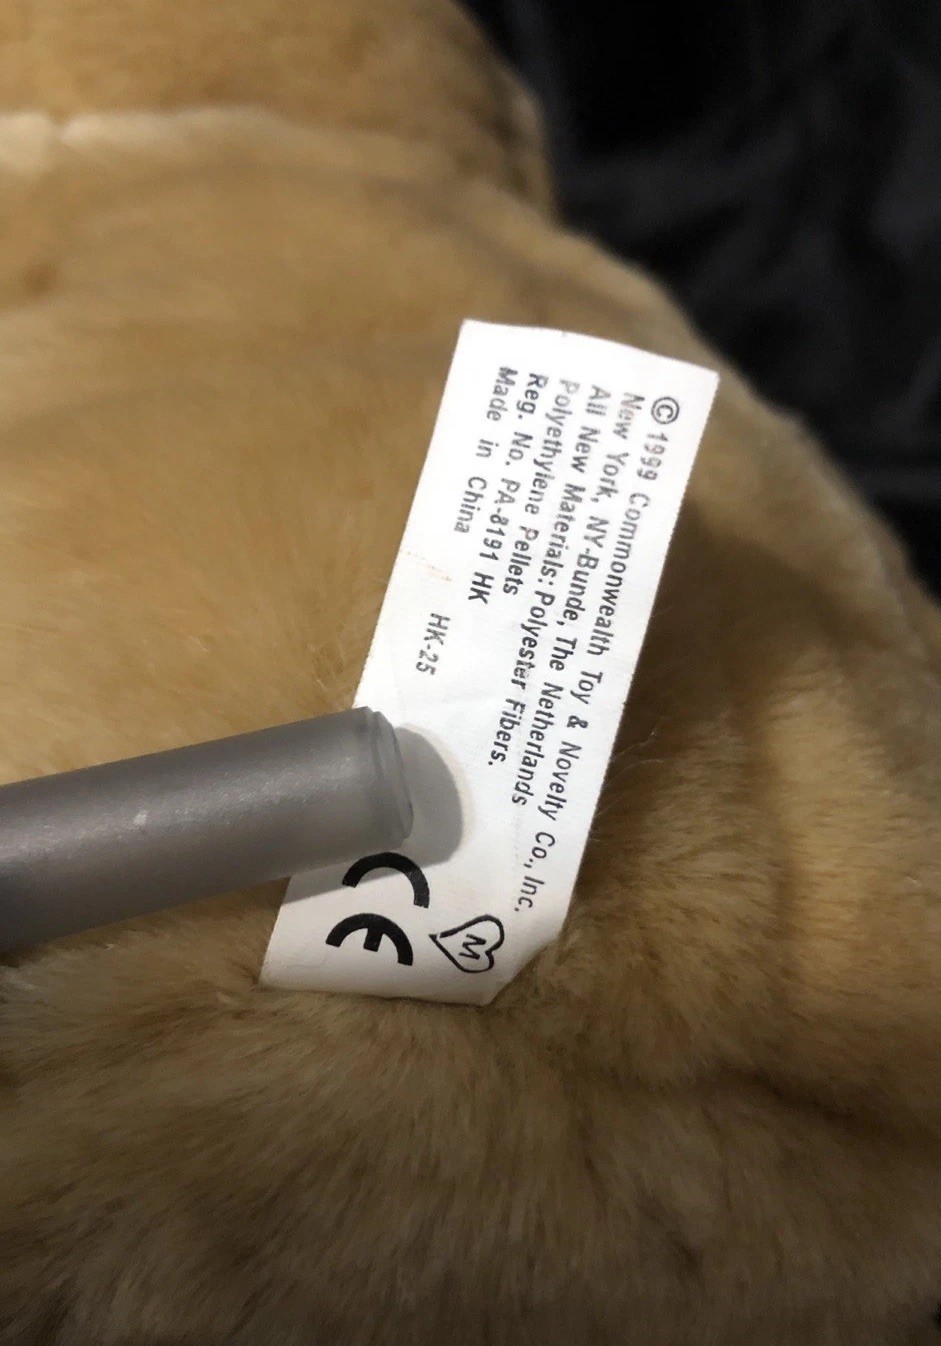 © 1999 Commonwealth Toy & Novelty Co., Inc.
New York, NY-Bunde, The Netherlands
All New Materials: Polyester Fibers.
Polyethylene Pellets
Reg. No. PA-8191 HK
Made in China
HK-25
M
CE